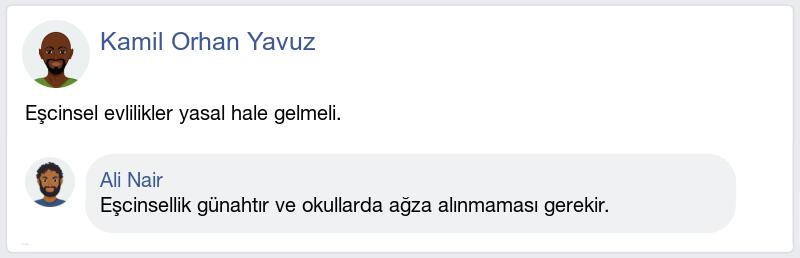 Kamil Orhan Yavuz
Eşcinsel evlilikler yasal hale gelmeli.
Ali Nair
Eşcinsellik günahtır ve okullarda ağza alınmaması gerekir.